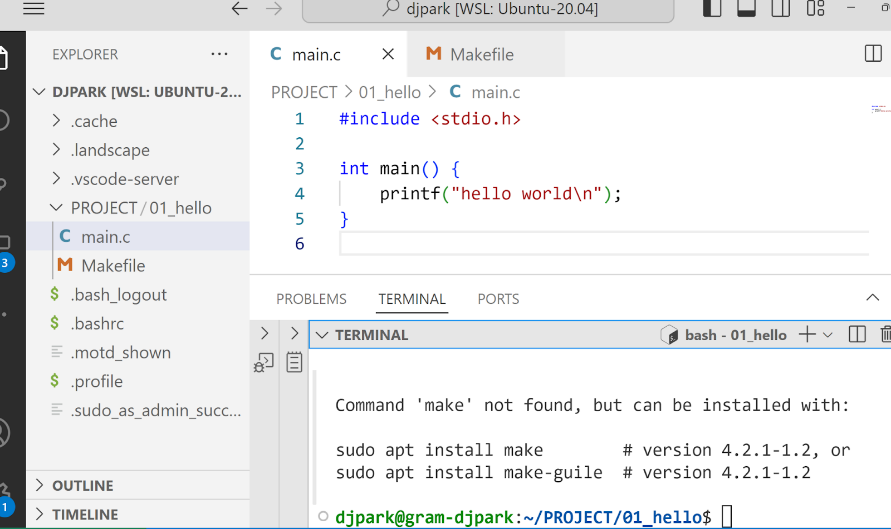 djpark [WSL: Ubuntu-20.04]
EXPLORER
DJPARK [WSL: UBUNTU-2...
.cache
.landscape
.vscode-server
PROJECT / 01_hello
C main.c
M Makefile
$ .bash_logout
$ .bashrc
.motd_shown
$ .profile
.sudo_as_admin_succ...
OUTLINE
TIMELINE
3
1
C main.c
M Makefile
PROJECT > 01_hello > C main.c
1 #include <stdio.h>
2
3 int main() {
4     printf("hello world\n");
5 }
6
PROBLEMS TERMINAL PORTS
TERMINAL
bash - 01_hello
Command 'make' not found, but can be installed with:
sudo apt install make        # version 4.2.1-1.2, or
sudo apt install make-guile  # version 4.2.1-1.2
djpark@gram-djpark:~/PROJECT/01_hello$